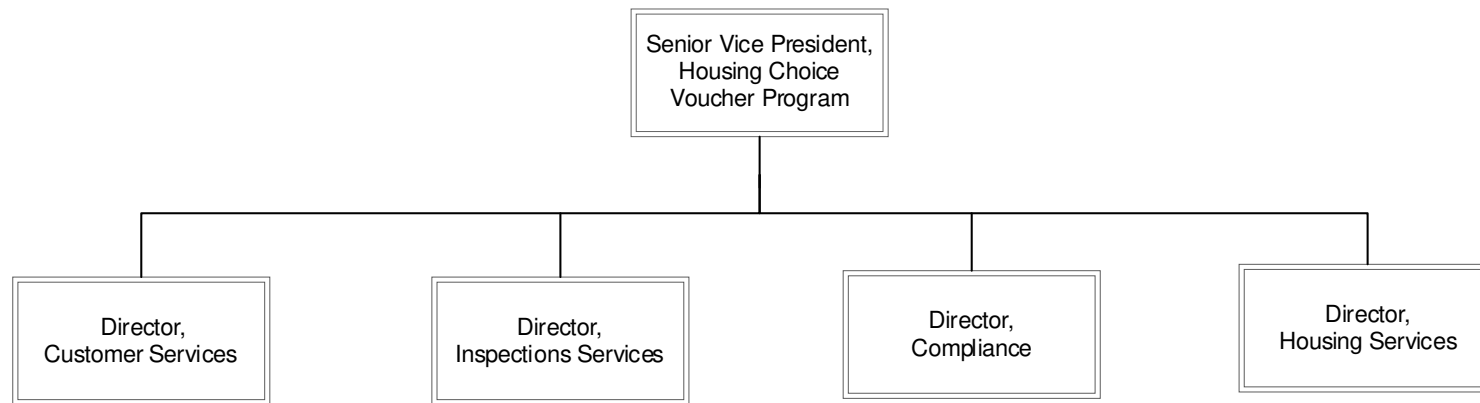 Senior Vice President,
Housing Choice
Voucher Program
Director,
Customer Services
Director,
Inspections Services
Director,
Compliance
Director,
Housing Services